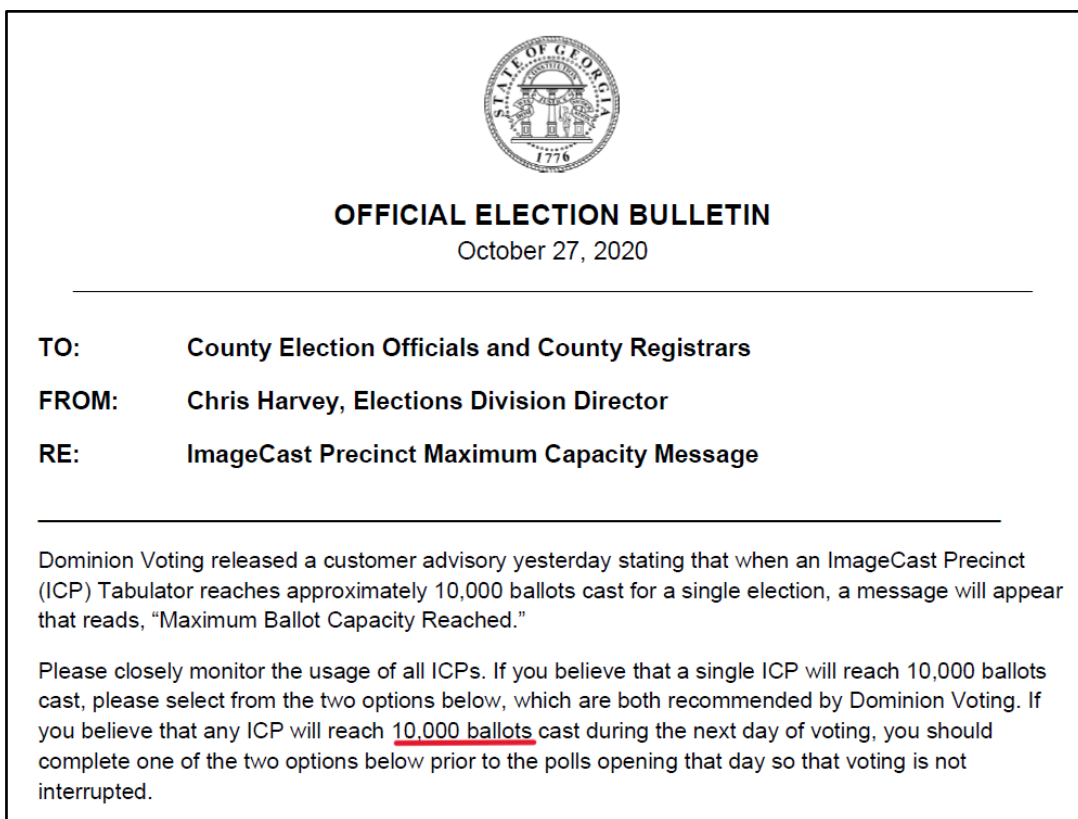 STATE OF GEORGIA
CONSTITUTION
WISDOM
JUSTICE
MODERATION
1776
OFFICIAL ELECTION BULLETIN
October 27, 2020
TO: County Election Officials and County Registrars
FROM: Chris Harvey, Elections Division Director
RE: ImageCast Precinct Maximum Capacity Message
Dominion Voting released a customer advisory yesterday stating that when an ImageCast Precinct
(ICP) Tabulator reaches approximately 10,000 ballots cast for a single election, a message will appear
that reads, “Maximum Ballot Capacity Reached.”
Please closely monitor the usage of all ICPs. If you believe that a single ICP will reach 10,000 ballots
cast, please select from the two options below, which are both recommended by Dominion Voting. If
you believe that any ICP will reach 10,000 ballots cast during the next day of voting, you should
complete one of the two options below prior to the polls opening that day so that voting is not
interrupted.